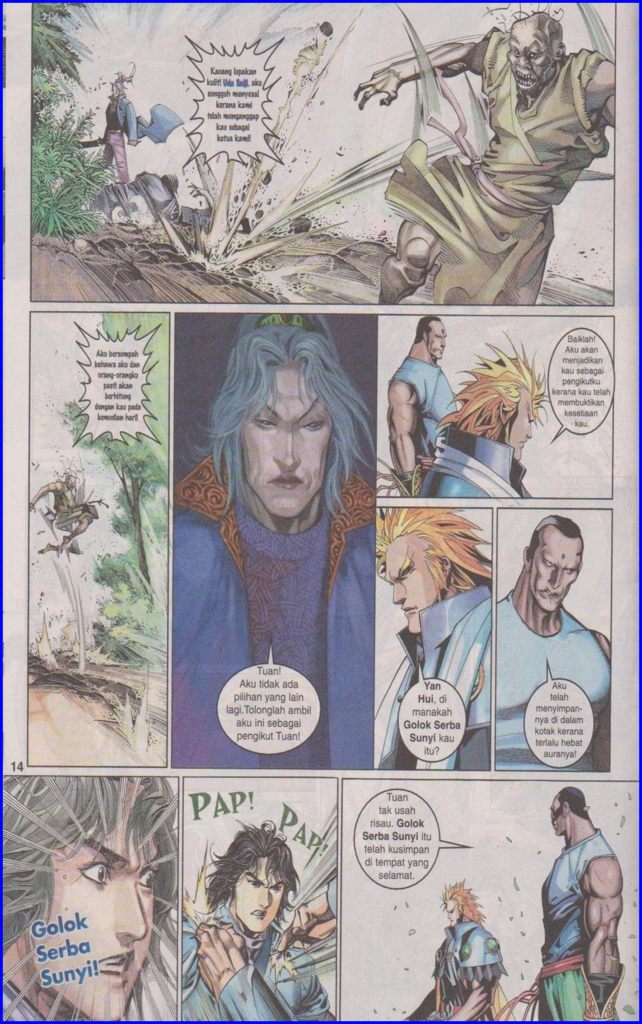 Kacang lupakan
kulit! Uda Saji, aku
sungguh menyesal
kerana kami
telah menganggap
kau sebagai
ketua kami!
Aku bersumpah
bahawa aku dan
orang-orangku
pasti akan
berhitung
dengan kau pada
kemudian hari!
Tuan!
Aku tidak ada
pilihan yang lain
lagi.Tolonglah ambil
aku ini sebagai
pengikut Tuan!
Baiklah!
Aku akan
menjadikan
kau sebagai
pengikutku
kerana kau telah
membuktikan
kesetiaan
kau.
Yan
Hui, di
manakah
Golok Serba
Sunyi kau
itu?
Aku
telah
menyimpan-
nya di dalam
kotak kerana
terlalu hebat
auranya!
14
Golok
Serba
Sunyi!
PAP!
PAP!
Tuan
tak usah
risau. Golok
Serba Sunyi itu
telah kusimpan
di tempat yang
selamat.